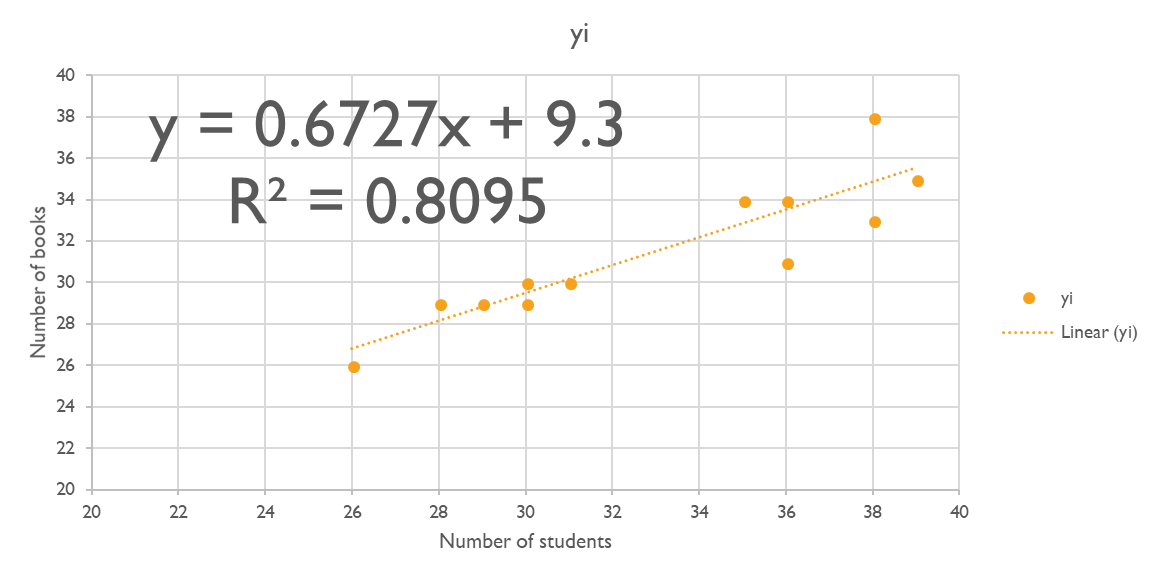 yi
y = 0.6727x + 9.3
R² = 0.8095
40
38
36
34
32
30
28
26
24
22
20
Number of books
20 22 24 26 28 30 32 34 36 38 40
Number of students
yi
Linear (yi)